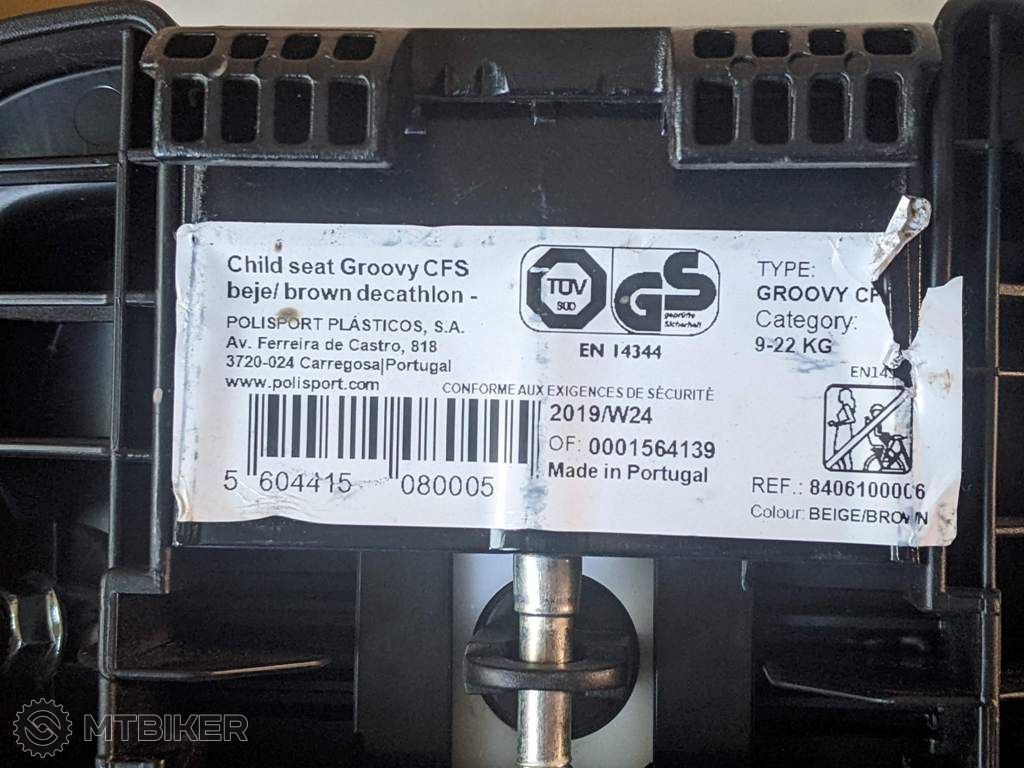 Child seat Groovy CFS
beje/ brown decathlon -
POLISPORT PLÁSTICOS, S.A.
Av. Ferreira de Castro, 818
3720-024 Carregosa|Portugal
www.polisport.com
TÜV
SÜD
GS
geprüfte
Sicherheit
EN 14344
CONFORME AUX EXIGENCES DE SÉCURITÉ
2019/W24
OF: 0001564139
Made in Portugal
5 604415 080005
TYPE:
GROOVY
Category:
9-22 KG
REF.: 8406100006
Colour: BEIGE/BROWN
MTBIKER